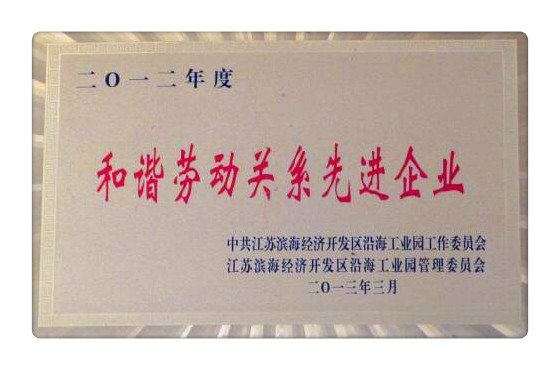 二〇一二年度
和谐劳动关系先进企业
中共江苏滨海经济开发区沿海工业园工作委员会
江苏滨海经济开发区沿海工业园管理委员会
二〇一三年三月